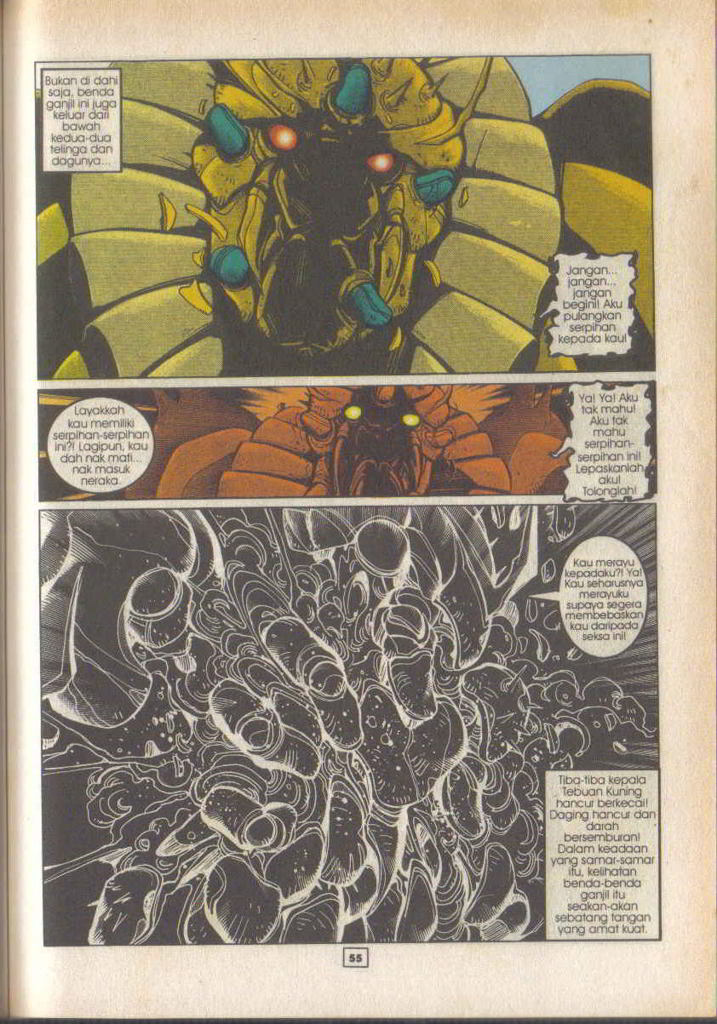 Bukan di dahi
saja, benda
ganjil ini juga
keluar dari
bawah
kedua-dua
telinga dan
dagunya...
Jangan...
jangan...
jangan
begini! Aku
pulangkan
serpihan
kepada kau!
Layakkah
kau memiliki
serpihan-serpihan
ini?! Lagipun, kau
dah nak mati...
nak masuk
neraka.
Ya! Ya! Aku
tak mahu!
Aku tak
mahu
serpihan-
serpihan ini!
Lepaskanlah
aku!
Tolonglah!
Kau merayu
kepadaku?! Ya!
Kau seharusnya
merayuku
supaya segera
membebaskan
kau daripada
seksa ini!
Tiba-tiba kepala
Tebuan Kuning
hancur berkecai!
Daging hancur dan
darah
bersemburan!
Dalam keadaan
yang samar-samar
itu, kelihatan
benda-benda
ganjil itu
seakan-akan
sebatang tangan
yang amat kuat.
55